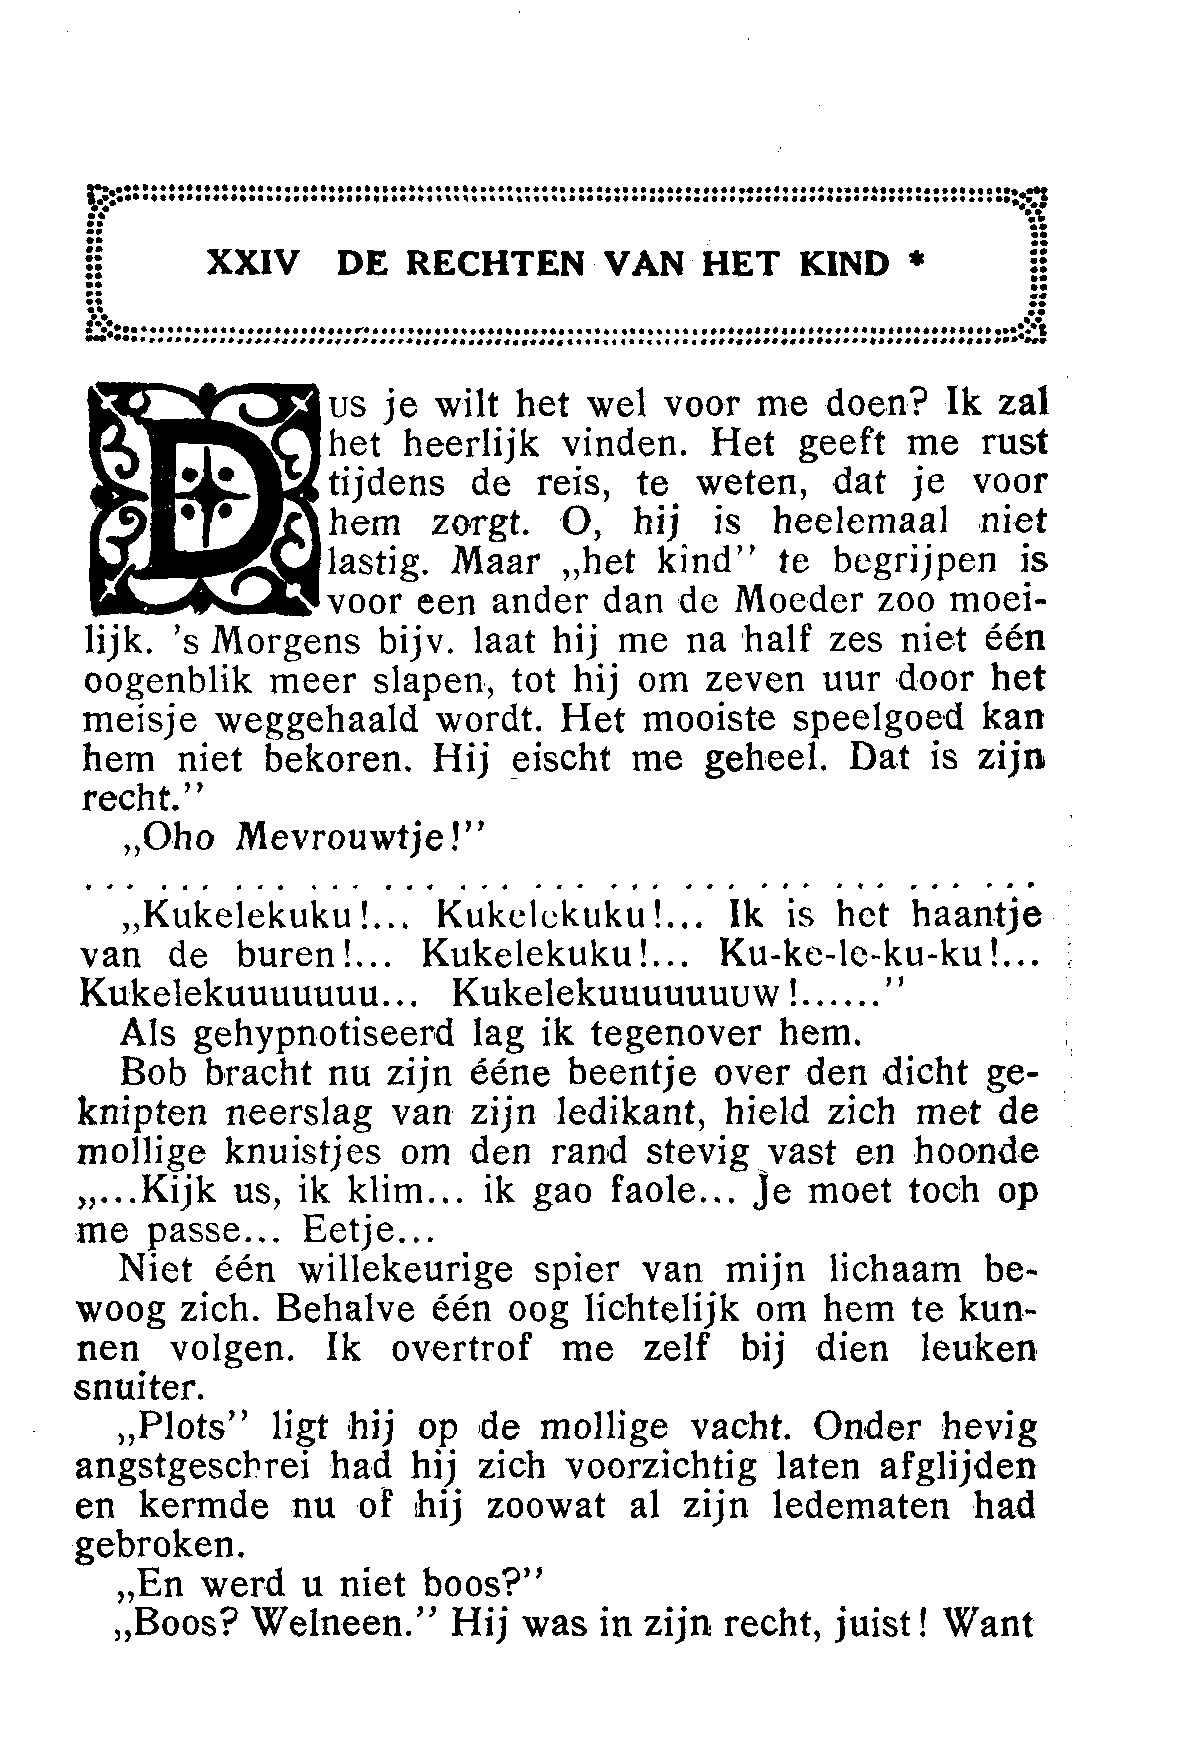 XXIV DE RECHTEN VAN HET KIND *
Dus je wilt het wel voor me doen? Ik zal
het heerlijk vinden. Het geeft me rust
tijdens de reis, te weten, dat je voor
hem zorgt. O, hij is heelemaal niet
lastig. Maar „het kind” te begrijpen is
voor een ander dan de Moeder zoo moei-
lijk. ’s Morgens bijv. laat hij me na half zes niet één
oogenblik meer slapen, tot hij om zeven uur door het
meisje weggehaald wordt. Het mooiste speelgoed kan
hem niet bekoren. Hij eischt me geheel. Dat is zijn
recht.”
„Oho Mevrouwtje!”
... ... ... ... ... ... ... ... ... ... ... ... ...
„Kukelekuku!... Kukelekuku!... Ik is het haantje
van de buren!... Kukelekuku!... Ku-ke-le-ku-ku!...
Kukelekuuuuuuu... Kukelekuuuuuuuw!......”
Als gehypnotiseerd lag ik tegenover hem.
Bob bracht nu zijn ééne beentje over den dicht ge-
knipten neerslag van zijn ledikant, hield zich met de
mollige knuistjes om den rand stevig vast en hoonde
„...Kijk us, ik klim... ik gao faole... Je moet toch op
me passe... Eetje...
Niet één willekeurige spier van mijn lichaam be-
woog zich. Behalve één oog lichtelijk om hem te kun-
nen volgen. Ik overtrof me zelf bij dien leuken
snuiter.
„Plots” ligt hij op de mollige vacht. Onder hevig
angstgeschrei had hij zich voorzichtig laten afglijden
en kermde nu of hij zoowat al zijn ledematen had
gebroken.
„En werd u niet boos?”
„Boos? Welneen.” Hij was in zijn recht, juist! Want